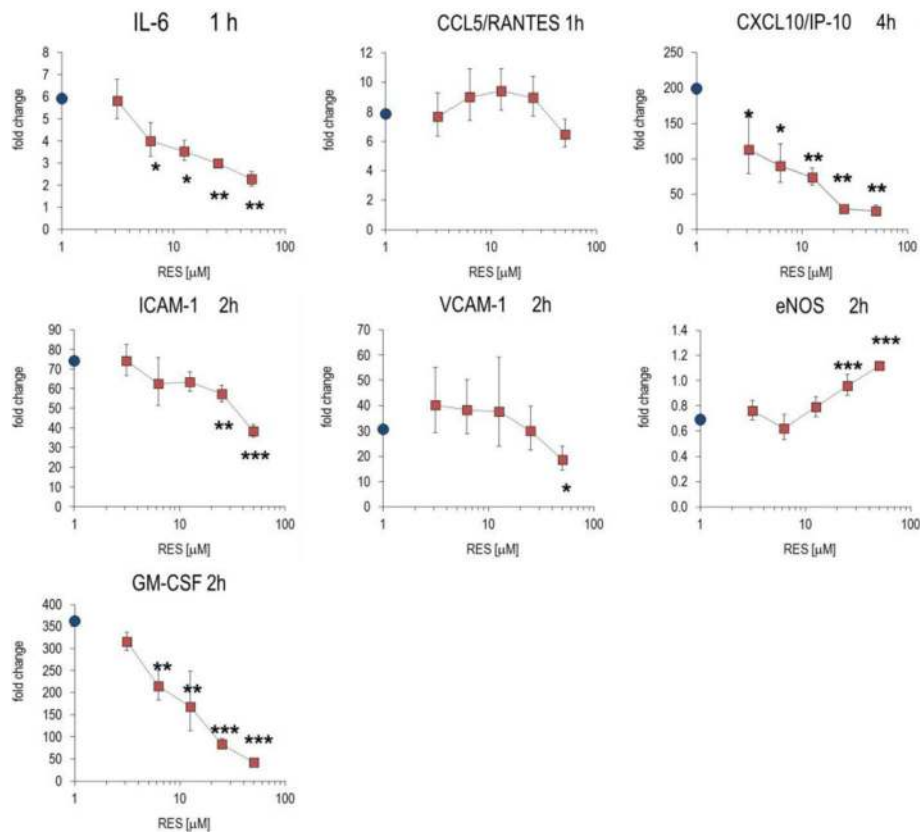 IL-6 1 h
fold change
8
7
6
5
4
3
2
1
0
*
*
**
**
1 10 100
RES [µM]
CCL5/RANTES 1h
fold change
12
10
8
6
4
2
0
1 10 100
RES [µM]
CXCL10/IP-10 4h
fold change
250
200
150
100
50
0
*
*
**
**
**
1 10 100
RES [µM]
ICAM-1 2h
fold change
90
80
70
60
50
40
30
20
10
0
**
***
1 10 100
RES [µM]
VCAM-1 2h
fold change
70
60
50
40
30
20
10
0
*
1 10 100
RES [µM]
eNOS 2h
fold change
1.4
1.2
1.0
0.8
0.6
0.4
0.2
0.0
***
***
1 10 100
RES [µM]
GM-CSF 2h
fold change
400
350
300
250
200
150
100
50
0
**
**
***
***
1 10 100
RES [µM]